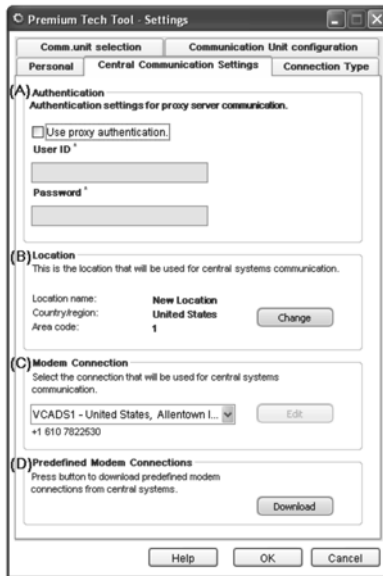 Premium Tech Tool - Settings
Comm.unit selection
Communication Unit configuration
Personal
Central Communication Settings
Connection Type
(A) Authentication
Authentication settings for proxy server communication.
Use proxy authentication.
User ID *
Password *
(B) Location
This is the location that will be used for central systems communication.
Location name: New Location
Country/region: United States
Area code: 1
Change
(C) Modem Connection
Select the connection that will be used for central systems
communication.
VCADS1 - United States, Allentown I...
Edit
+1 610 7822530
(D) Predefined Modem Connections
Press button to download predefined modem
connections from central systems.
Download
Help
OK
Cancel